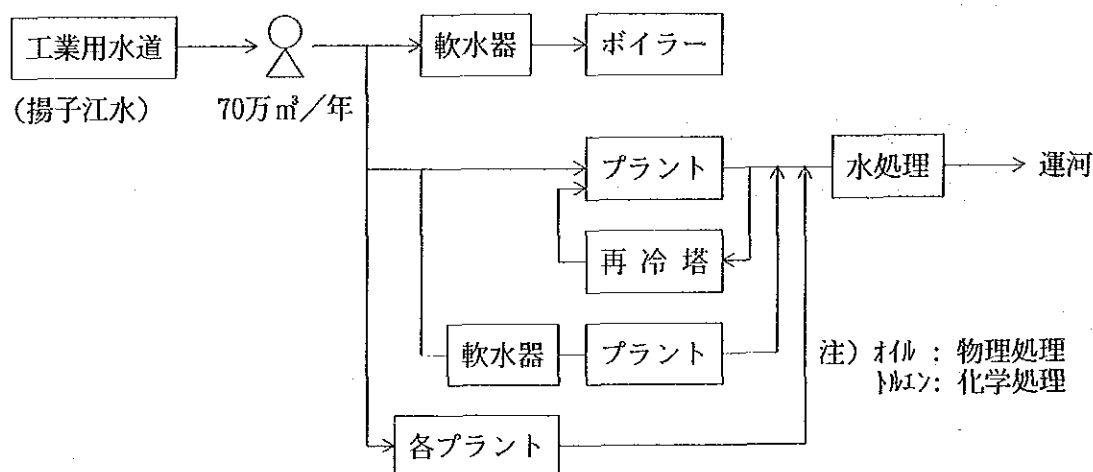 工業用水道
(揚子江水)
70万㎥／年
軟水器
ボイラー
プラント
水処理
運河
再冷塔
軟水器
プラント
注）ｵｲﾙ : 物理処理
ﾄﾙｴﾝ: 化学処理
各プラント